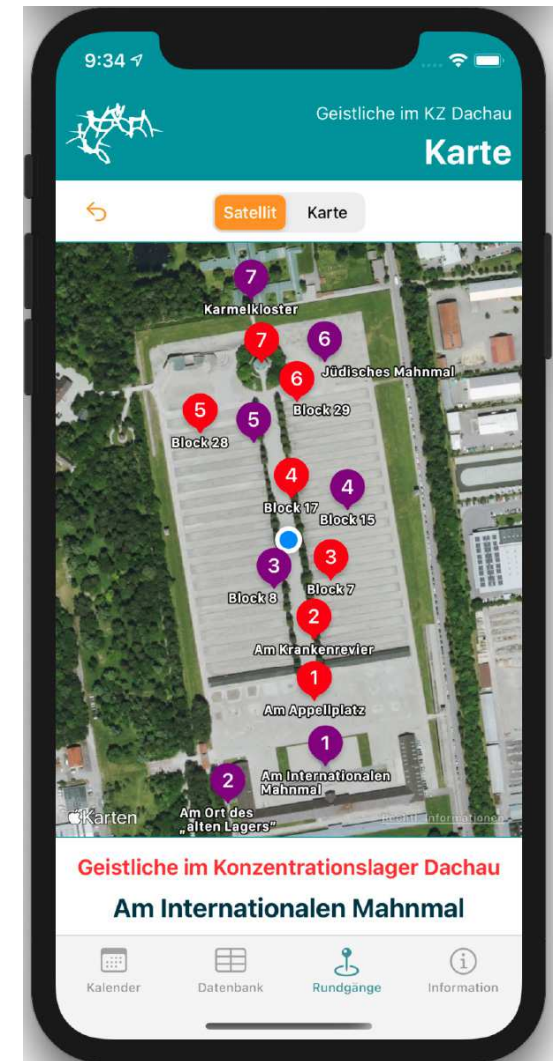 9:34
Geistliche im KZ Dachau
Karte
Satellit Karte
7
Karmelkloster
7
6
Jüdisches Mahnmal
6
Block 29
5
Block 28
5
4
Block 17
4
Block 15
3
Block 8
3
Block 7
2
Am Krankenrevier
1
Am Appellplatz
1
Am Internationalen
Mahnmal
2
Am Ort des
„alten Lagers“
Karten
Rechtl. Informationen
Geistliche im Konzentrationslager Dachau
Am Internationalen Mahnmal
Kalender Datenbank Rundgänge Information